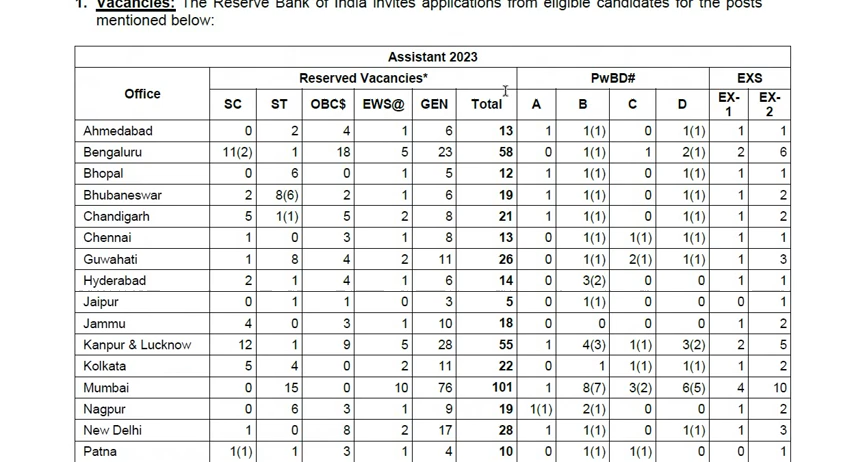 1. Vacancies: The Reserve Bank of India invites applications from eligible candidates for the posts
mentioned below:
Assistant 2023
Office Reserved Vacancies* PwBD# EXS
SC ST OBC$ EWS@ GEN Total A B C D EX-1 EX-2
Ahmedabad 0 2 4 1 6 13 1 1(1) 0 1(1) 1 1
Bengaluru 11(2) 1 18 5 23 58 0 1(1) 1 2(1) 2 6
Bhopal 0 6 0 1 5 12 1 1(1) 0 1(1) 1 1
Bhubaneswar 2 8(6) 2 1 6 19 1 1(1) 0 1(1) 1 2
Chandigarh 5 1(1) 5 2 8 21 1 1(1) 0 1(1) 1 2
Chennai 1 0 3 1 8 13 0 1(1) 1(1) 1(1) 1 1
Guwahati 1 8 4 2 11 26 0 1(1) 2(1) 1(1) 1 3
Hyderabad 2 1 4 1 6 14 0 3(2) 0 0 1 1
Jaipur 0 1 1 0 3 5 0 1(1) 0 0 0 1
Jammu 4 0 3 1 10 18 0 0 0 0 1 2
Kanpur & Lucknow 12 1 9 5 28 55 1 4(3) 1(1) 3(2) 2 5
Kolkata 5 4 0 2 11 22 0 1 1(1) 1(1) 1 2
Mumbai 0 15 0 10 76 101 1 8(7) 3(2) 6(5) 4 10
Nagpur 0 6 3 1 9 19 1(1) 2(1) 0 0 1 2
New Delhi 1 0 8 2 17 28 1 1(1) 0 1(1) 1 3
Patna 1(1) 1 3 1 4 10 0 1(1) 1(1) 0 0 1